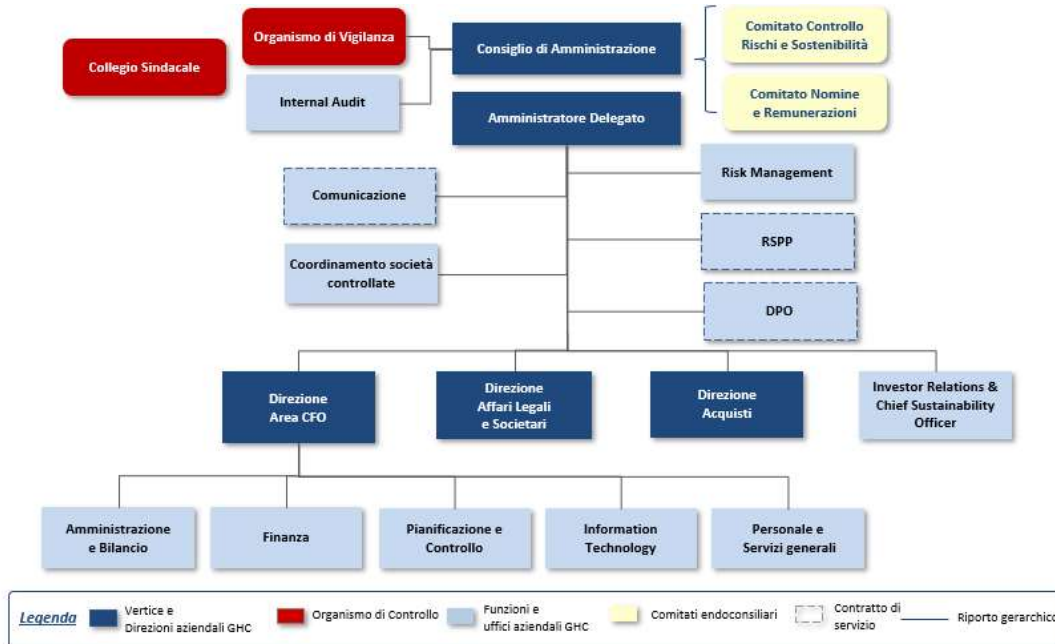 Organismo di Vigilanza
Collegio Sindacale
Internal Audit
Consiglio di Amministrazione
Comitato Controllo
Rischi e Sostenibilità
Comitato Nomine
e Remunerazioni
Amministratore Delegato
Comunicazione
Risk Management
RSPP
Coordinamento società
controllate
DPO
Direzione
Area CFO
Direzione
Affari Legali
e Societari
Direzione
Acquisti
Investor Relations &
Chief Sustainability
Officer
Amministrazione
e Bilancio
Finanza
Pianificazione e
Controllo
Information
Technology
Personale e
Servizi generali
Legenda
Vertice e
Direzioni aziendali GHC
Organismo di Controllo
Funzioni e
uffici aziendali GHC
Comitati endoconsiliari
Contratto di
servizio
Riporto gerarchico